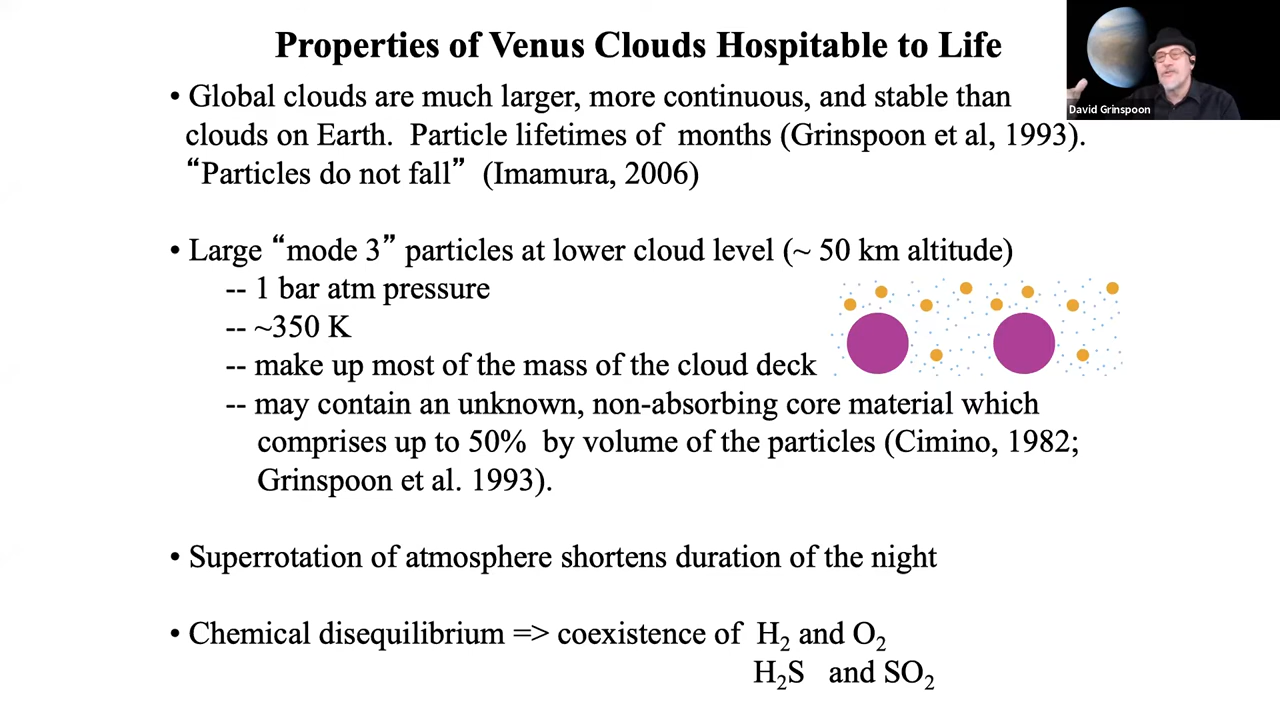 Properties of Venus Clouds Hospitable to Life
• Global clouds are much larger, more continuous, and stable than
clouds on Earth.  Particle lifetimes of  months (Grinspoon et al, 1993).
“Particles do not fall”  (Imamura, 2006)
• Large “mode 3” particles at lower cloud level (~ 50 km altitude)
-- 1 bar atm pressure
-- ~350 K
-- make up most of the mass of the cloud deck
-- may contain an unknown, non-absorbing core material which
comprises up to 50%  by volume of the particles (Cimino, 1982;
Grinspoon et al. 1993).
• Superrotation of atmosphere shortens duration of the night
• Chemical disequilibrium => coexistence of  H₂ and O₂
H₂S   and SO₂
David Grinspoon